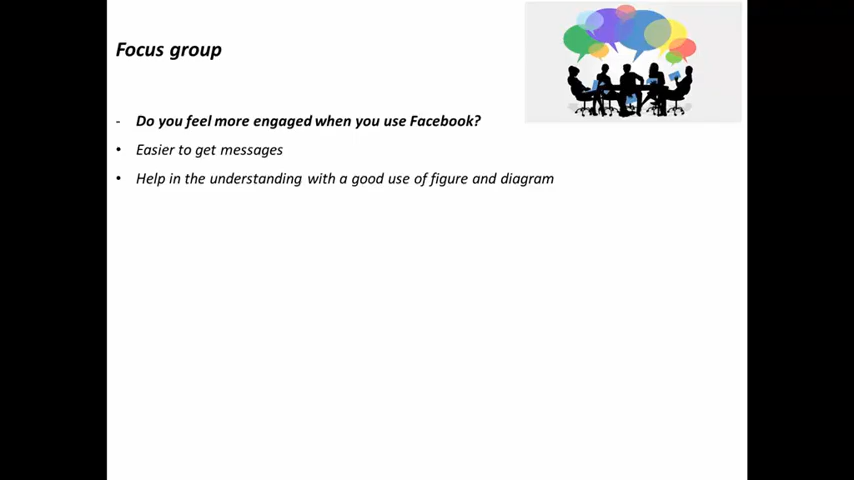 Focus group
- Do you feel more engaged when you use Facebook?
• Easier to get messages
• Help in the understanding with a good use of figure and diagram